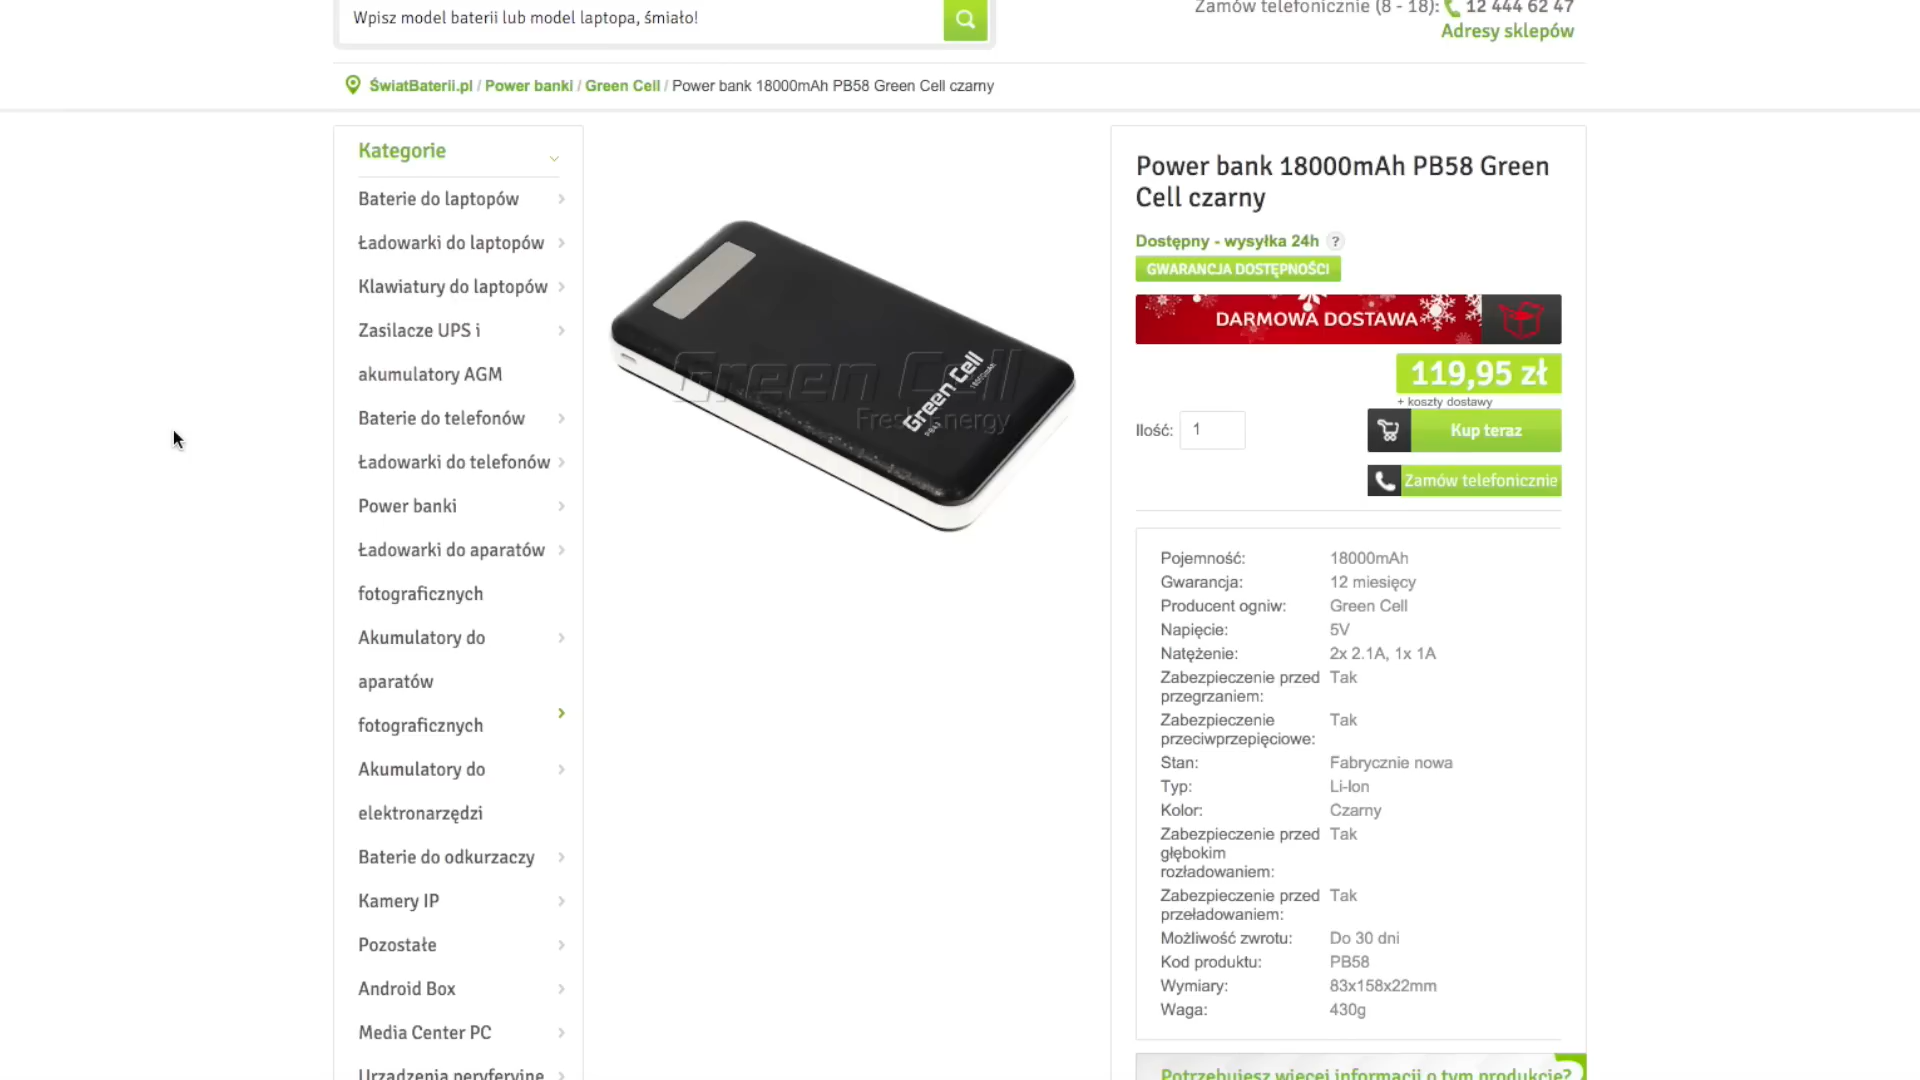 Wpisz model baterii lub model laptopa, śmiało!
Zamów telefonicznie (8 - 18): 12 444 62 47
Adresy sklepów
ŚwiatBaterii.pl / Power banki / Green Cell / Power bank 18000mAh PB58 Green Cell czarny
Kategorie
Baterie do laptopów
Ładowarki do laptopów
Klawiatury do laptopów
Zasilacze UPS i
akumulatory AGM
Baterie do telefonów
Ładowarki do telefonów
Power banki
Ładowarki do aparatów
fotograficznych
Akumulatory do
aparatów
fotograficznych
Akumulatory do
elektronarzędzi
Baterie do odkurzaczy
Kamery IP
Pozostałe
Android Box
Media Center PC
Urządzenia peryferyjne
Green Cell
Fresh Energy
Green Cell
18000mAh
Power bank 18000mAh PB58 Green
Cell czarny
Dostępny - wysyłka 24h ?
GWARANCJA DOSTĘPNOŚCI
DARMOWA DOSTAWA
119,95 zł
+ koszty dostawy
Ilość: 1
Kup teraz
Zamów telefonicznie
Pojemność: 18000mAh
Gwarancja: 12 miesięcy
Producent ogniw: Green Cell
Napięcie: 5V
Natężenie: 2x 2.1A, 1x 1A
Zabezpieczenie przed Tak
przegrzaniem:
Zabezpieczenie Tak
przeciwprzepięciowe:
Stan: Fabrycznie nowa
Typ: Li-Ion
Kolor: Czarny
Zabezpieczenie przed Tak
głębokim
rozładowaniem:
Zabezpieczenie przed Tak
przeładowaniem:
Możliwość zwrotu: Do 30 dni
Kod produktu: PB58
Wymiary: 83x158x22mm
Waga: 430g
Potrzebujesz więcej informacji o tym produkcie?